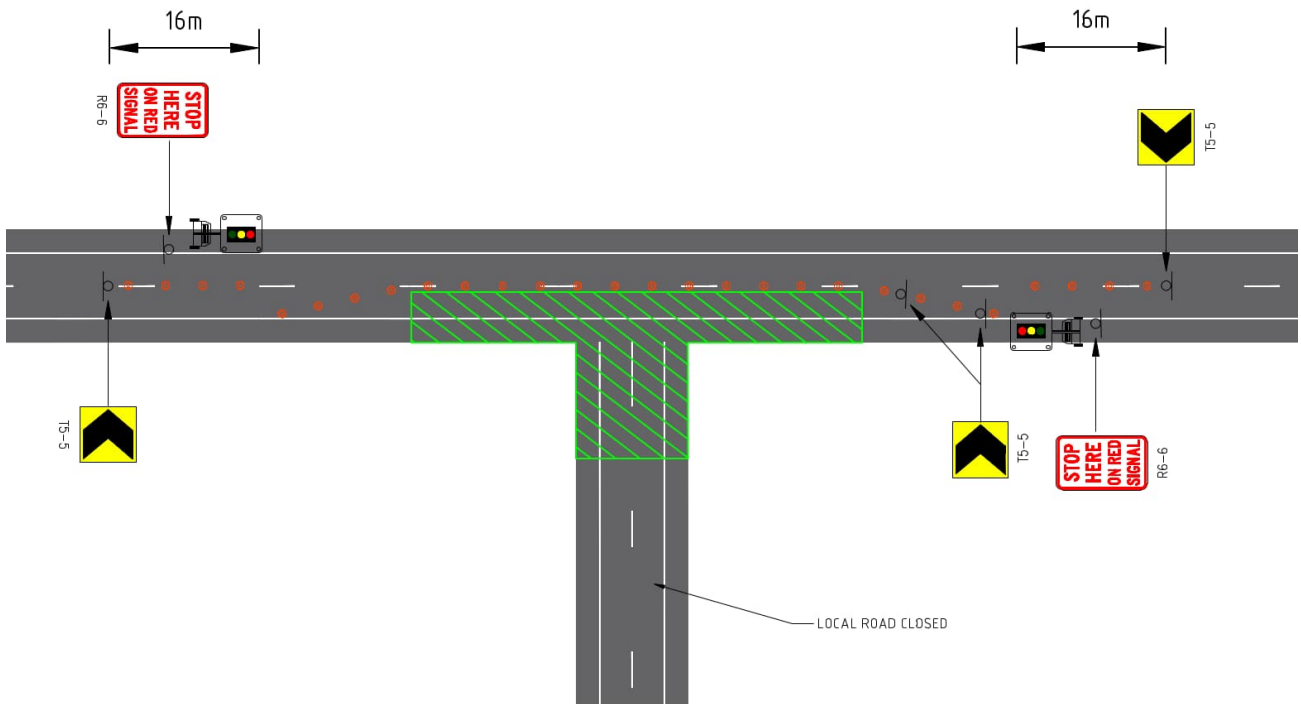 16m
16m
R6-6
STOP
HERE
ON RED
SIGNAL
T5-5
T5-5
T5-5
STOP
HERE
ON RED
SIGNAL
R6-6
LOCAL ROAD CLOSED